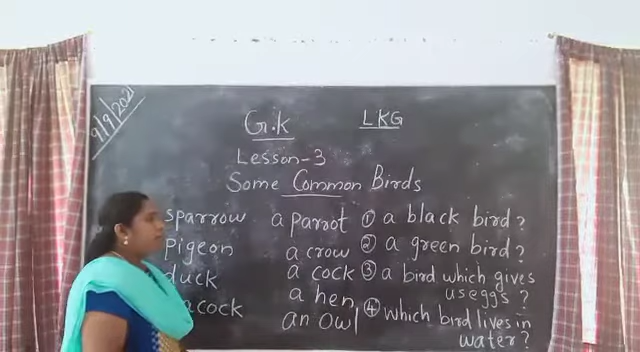 9/9/2021
G.K
LKG
Lesson-3
Some Common Birds
sparrow
Pigeon
duck
a parrot
a crow
a cock
a hen
an owl
① a black bird?
② a green bird?
③ a bird which gives
us eggs?
④ which bird lives in
water?